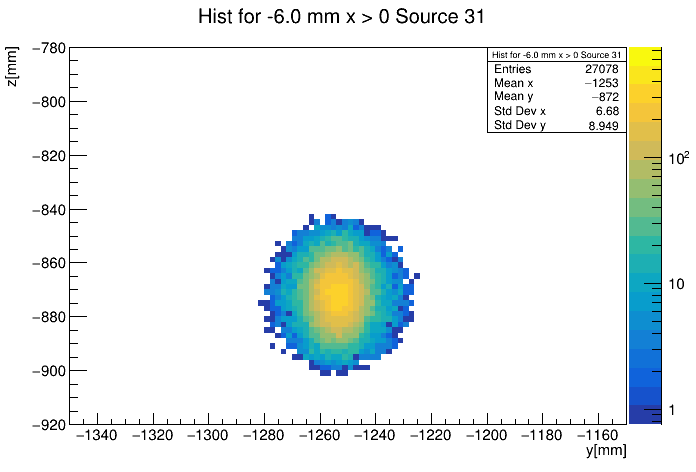 Hist for -6.0 mm x > 0 Source 31
z[mm]
−780
−800
−820
−840
−860
−880
−900
−920
Hist for -6.0 mm x > 0 Source 31
Entries 27078
Mean x −1253
Mean y −872
Std Dev x 6.68
Std Dev y 8.949
10²
10
1
−1340 −1320 −1300 −1280 −1260 −1240 −1220 −1200 −1180 −1160
y[mm]